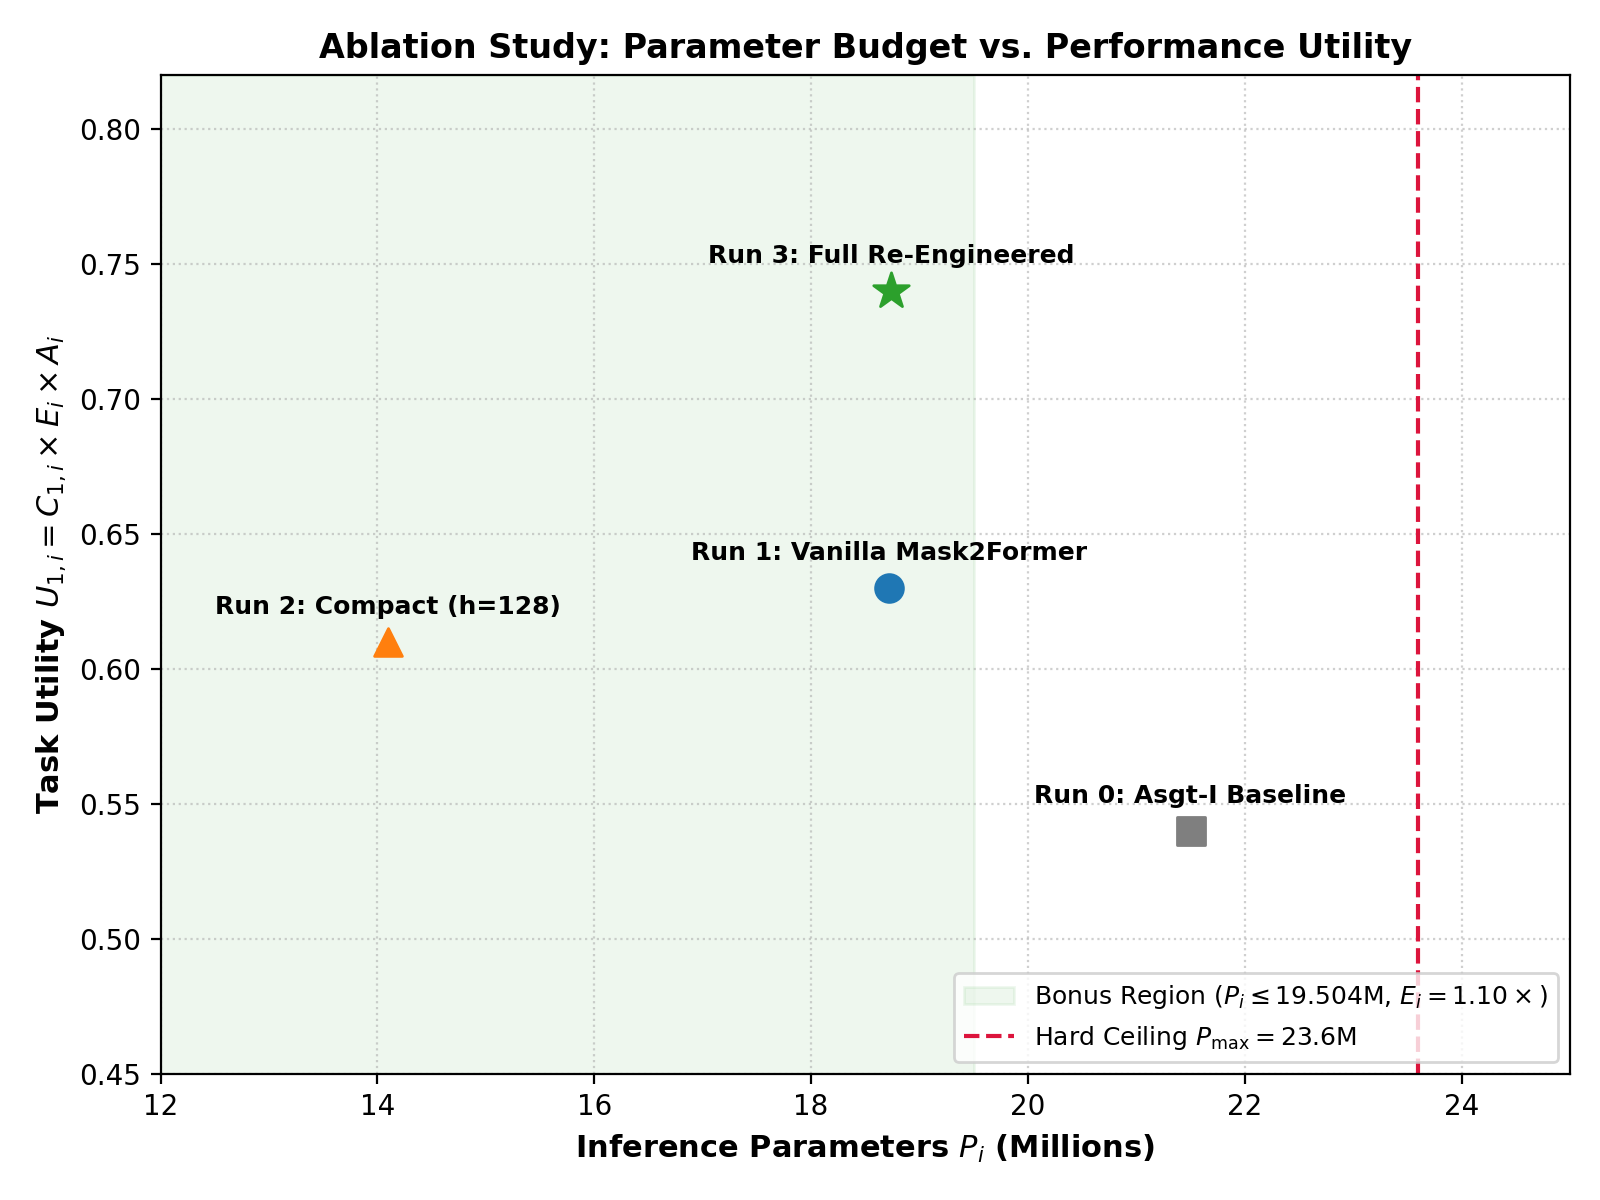 Ablation Study: Parameter Budget vs. Performance Utility
Task Utility U₁,ᵢ = C₁,ᵢ × Eᵢ × Aᵢ
0.80
0.75
0.70
0.65
0.60
0.55
0.50
0.45
Run 3: Full Re-Engineered
Run 1: Vanilla Mask2Former
Run 2: Compact (h=128)
Run 0: Asgt-I Baseline
Bonus Region (Pᵢ ≤ 19.504M, Eᵢ = 1.10 × )
Hard Ceiling Pₘₐₓ = 23.6M
12 14 16 18 20 22 24
Inference Parameters Pᵢ (Millions)